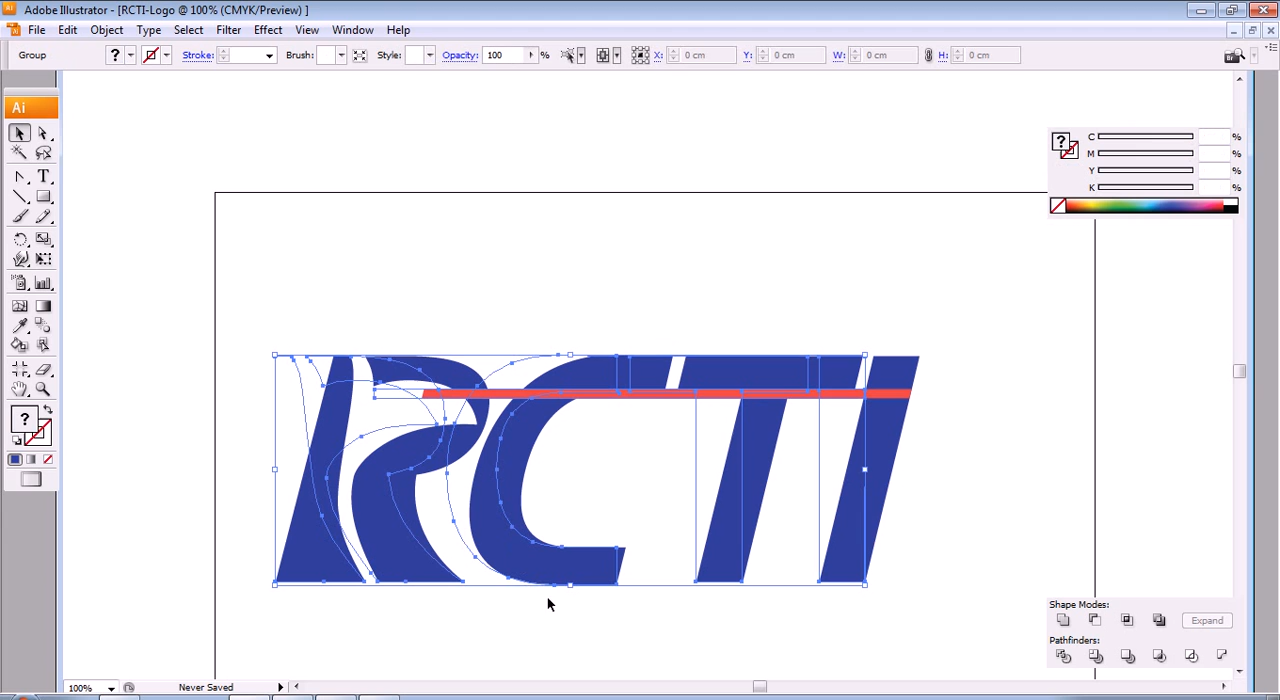 Adobe Illustrator - [RCTI-Logo @ 100% (CMYK/Preview) ]
File Edit Object Type Select Filter Effect View Window Help
Group ? Stroke: Brush: Style: Opacity: 100 % X: 0 cm Y: 0 cm W: 0 cm H: 0 cm
Ai
T
?
? C %
M %
Y %
K %
RCTI
Shape Modes:
Expand
Pathfinders:
100% Never Saved